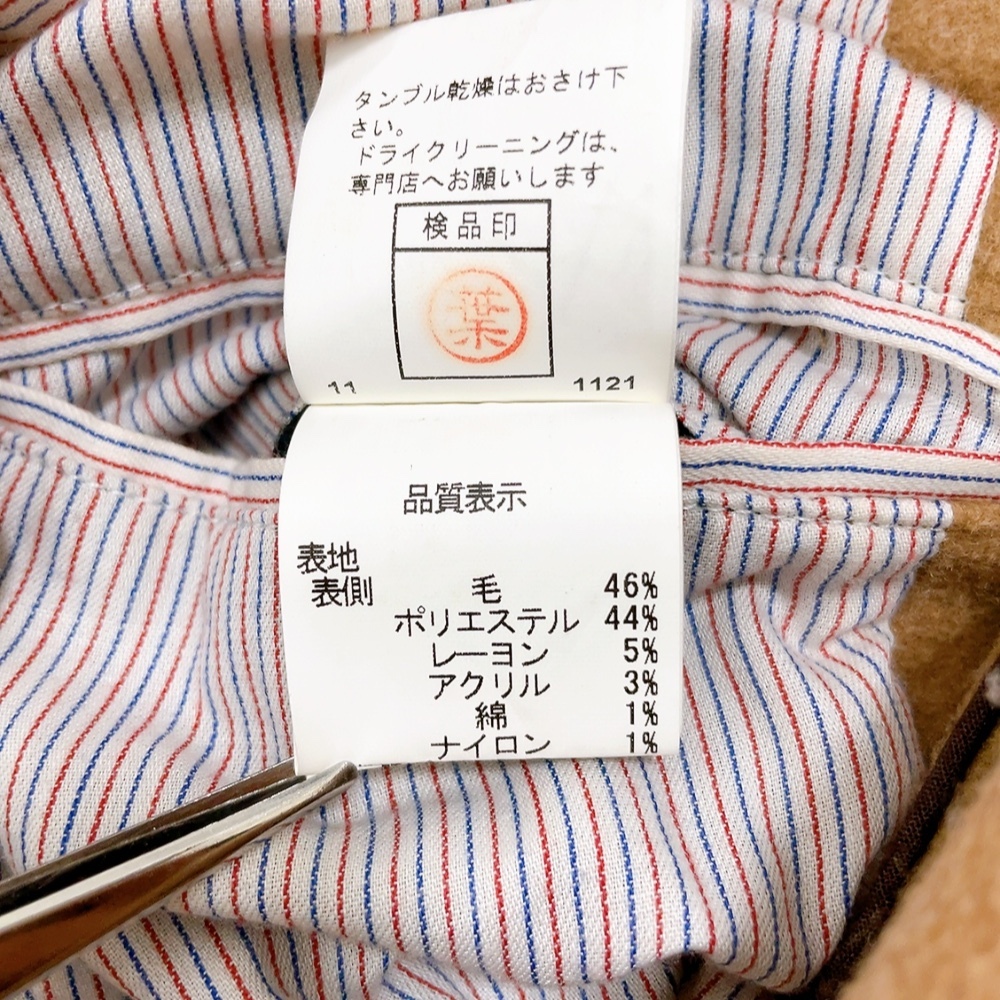 タンブル乾燥はおさけ下
さい。
ドライクリーニングは、
専門店へお願いします
検品印
葉
11 1121
品質表示
表地
表側 毛 46%
ポリエステル 44%
レーヨン 5%
アクリル 3%
綿 1%
ナイロン 1%